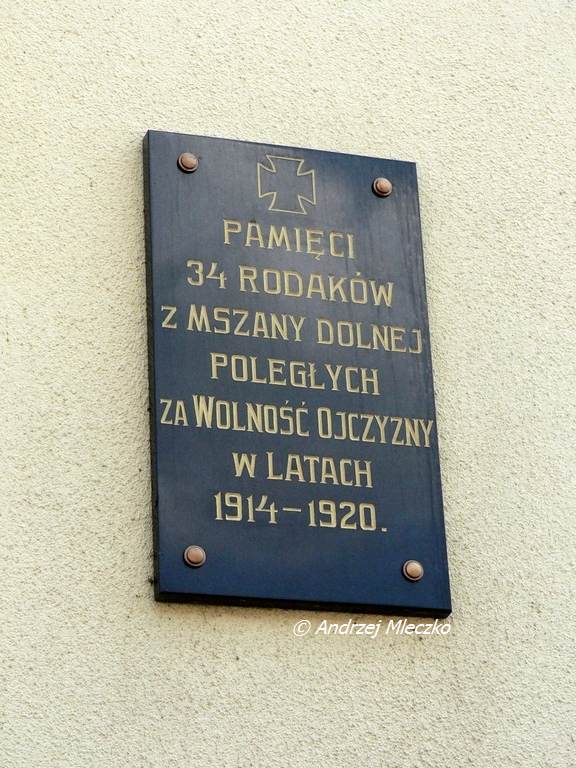 PAMIĘCI
34 RODAKÓW
Z MSZANY DOLNEJ
POLEGŁYCH
ZA WOLNOŚĆ OJCZYZNY
W LATACH
1914-1920.
© Andrzej Mleczko